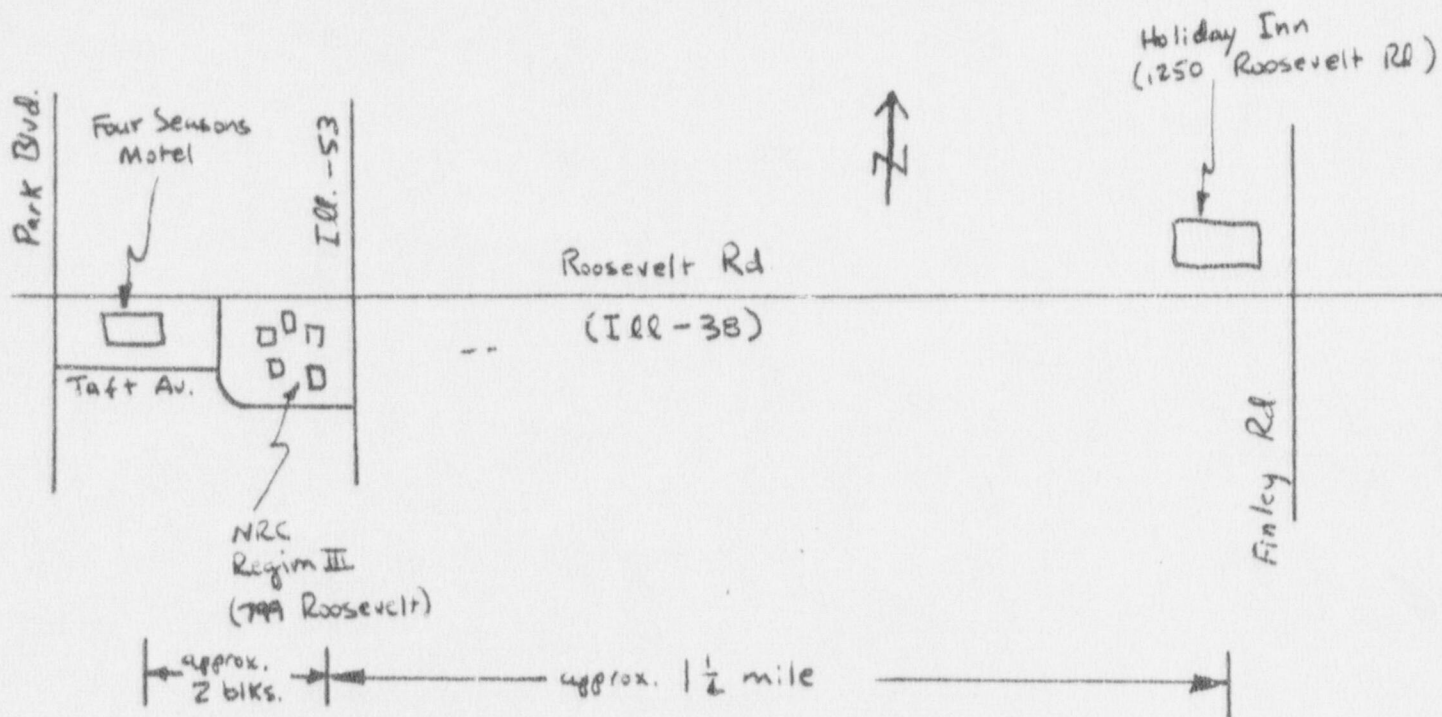 Holiday Inn
(1250 Roosevelt Rd)
Park Blvd.
Four Seasons
Motel
Ill.-53
N
Roosevelt Rd
(Ill-38)
Taft Av.
Finley Rd
NRC
Region III
(799 Roosevelt)
approx.
2 blks.
approx. 1 1/4 mile